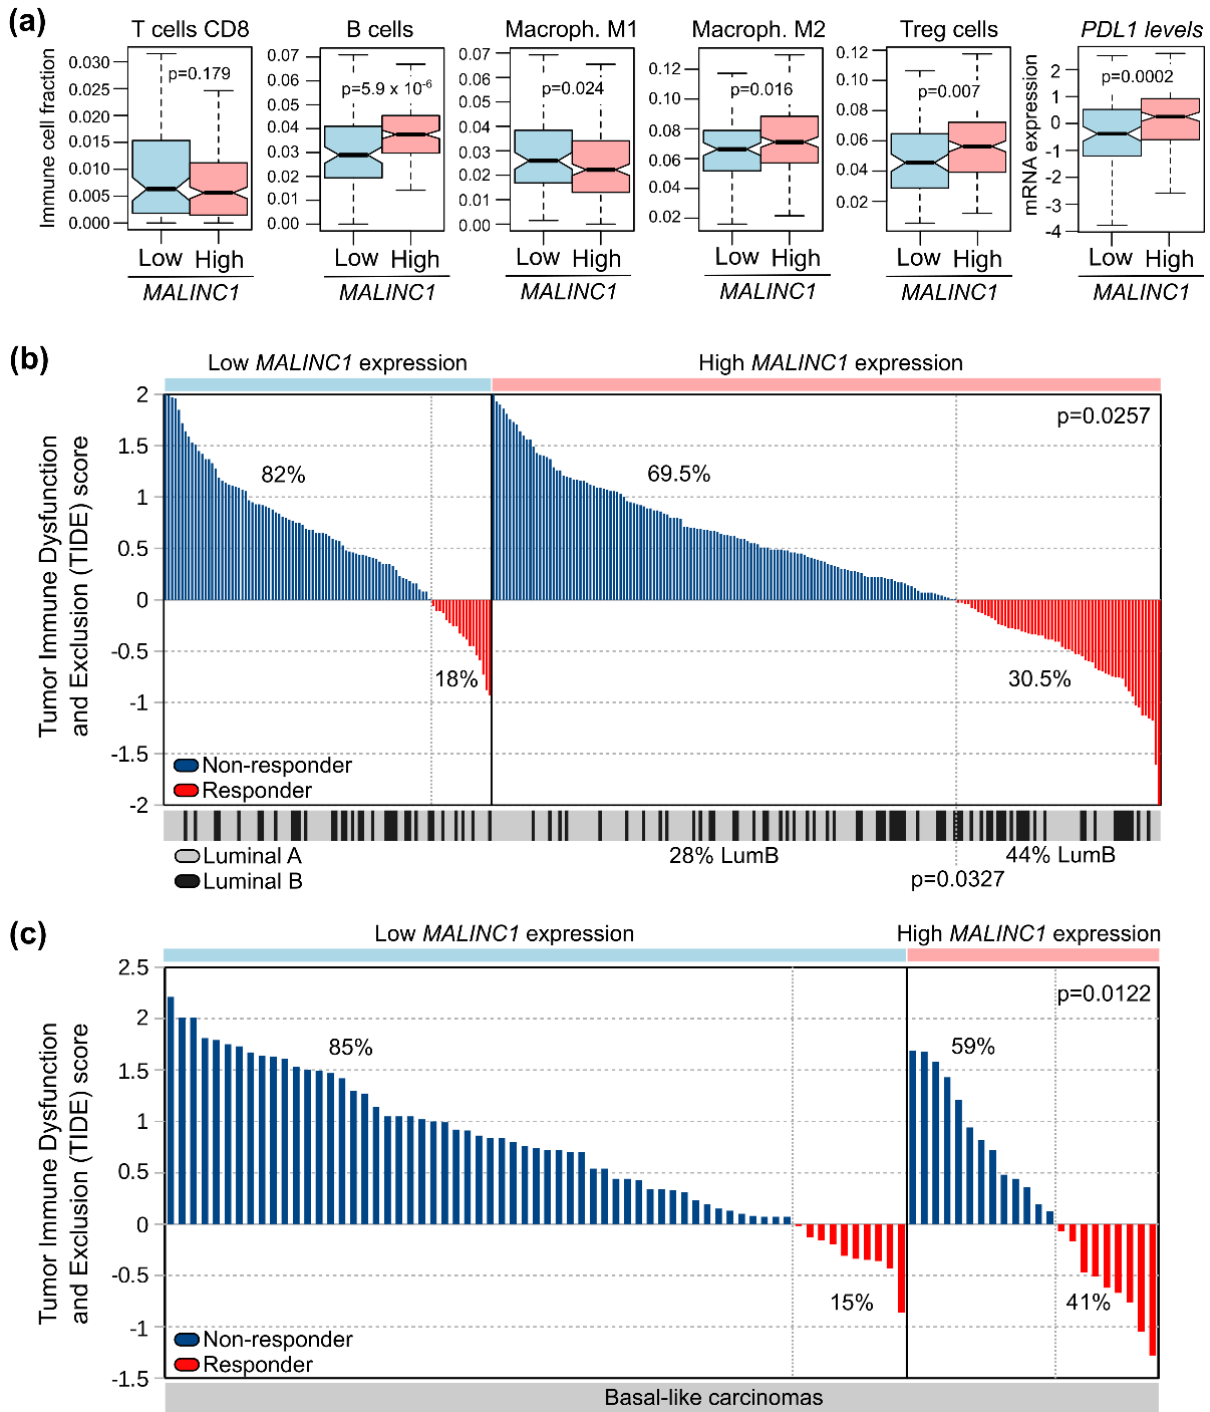 (a)
T cells CD8
B cells
Macroph. M1
Macroph. M2
Treg cells
PDL1 levels
Immune cell fraction
0.030
0.025
0.020
0.015
0.010
0.005
0.000
p=0.179
Low High
MALINC1
0.07
0.06
0.05
0.04
0.03
0.02
0.01
0.00
p=5.9 x 10-6
Low High
MALINC1
0.07
0.06
0.05
0.04
0.03
0.02
0.01
0.00
p=0.024
Low High
MALINC1
0.12
0.10
0.08
0.06
0.04
0.02
p=0.016
Low High
MALINC1
0.12
0.10
0.08
0.06
0.04
0.02
p=0.007
Low High
MALINC1
mRNA expression
2
1
0
-1
-2
-3
-4
p=0.0002
Low High
MALINC1
(b)
Low MALINC1 expression
High MALINC1 expression
Tumor Immune Dysfunction
and Exclusion (TIDE) score
2
1.5
1
0.5
0
-0.5
-1
-1.5
-2
p=0.0257
82%
69.5%
18%
30.5%
Non-responder
Responder
Luminal A
Luminal B
28% LumB
44% LumB
p=0.0327
(c)
Low MALINC1 expression
High MALINC1 expression
Tumor Immune Dysfunction
and Exclusion (TIDE) score
2.5
2
1.5
1
0.5
0
-0.5
-1
-1.5
p=0.0122
85%
59%
15%
41%
Non-responder
Responder
Basal-like carcinomas